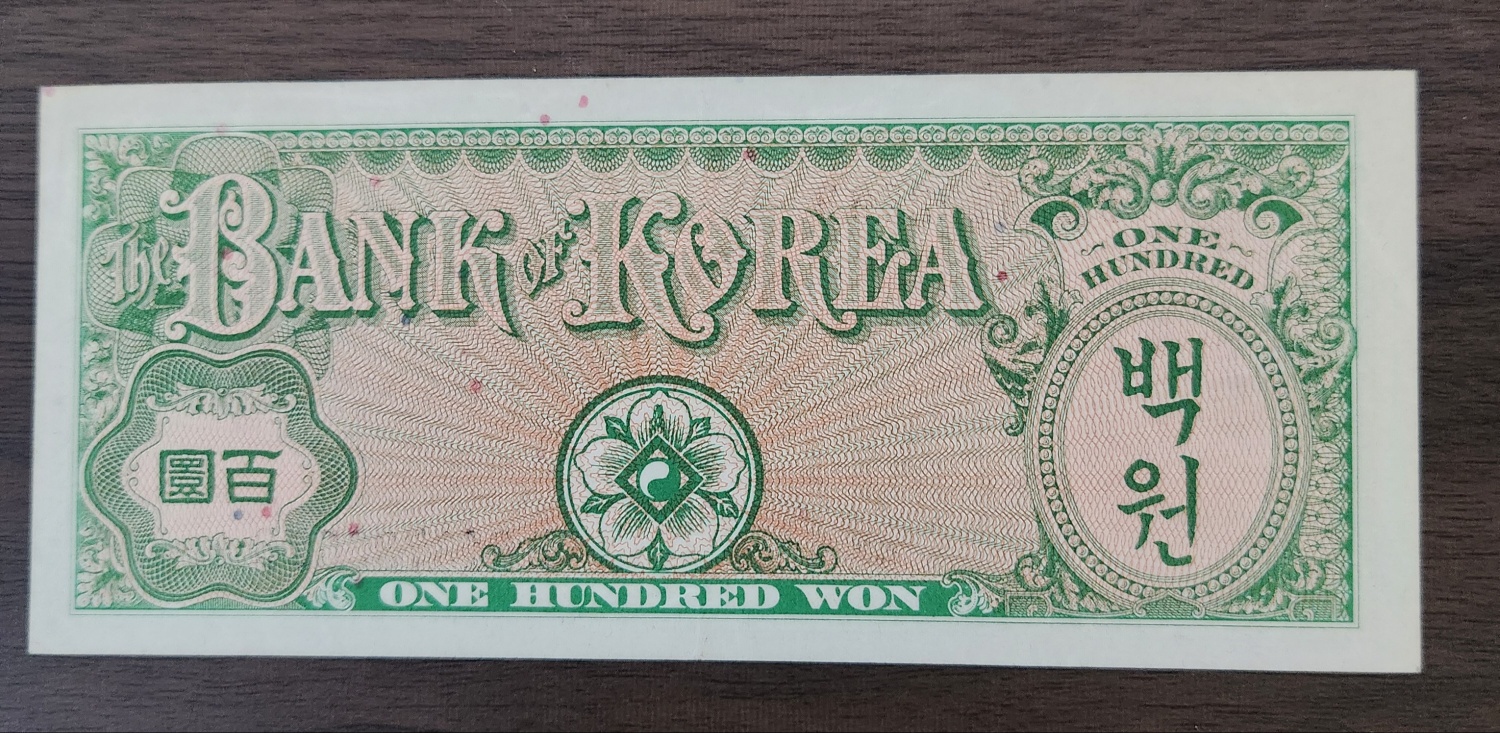 The BANK OF KOREA
ONE
HUNDRED
백
원
圓百
ONE HUNDRED WON